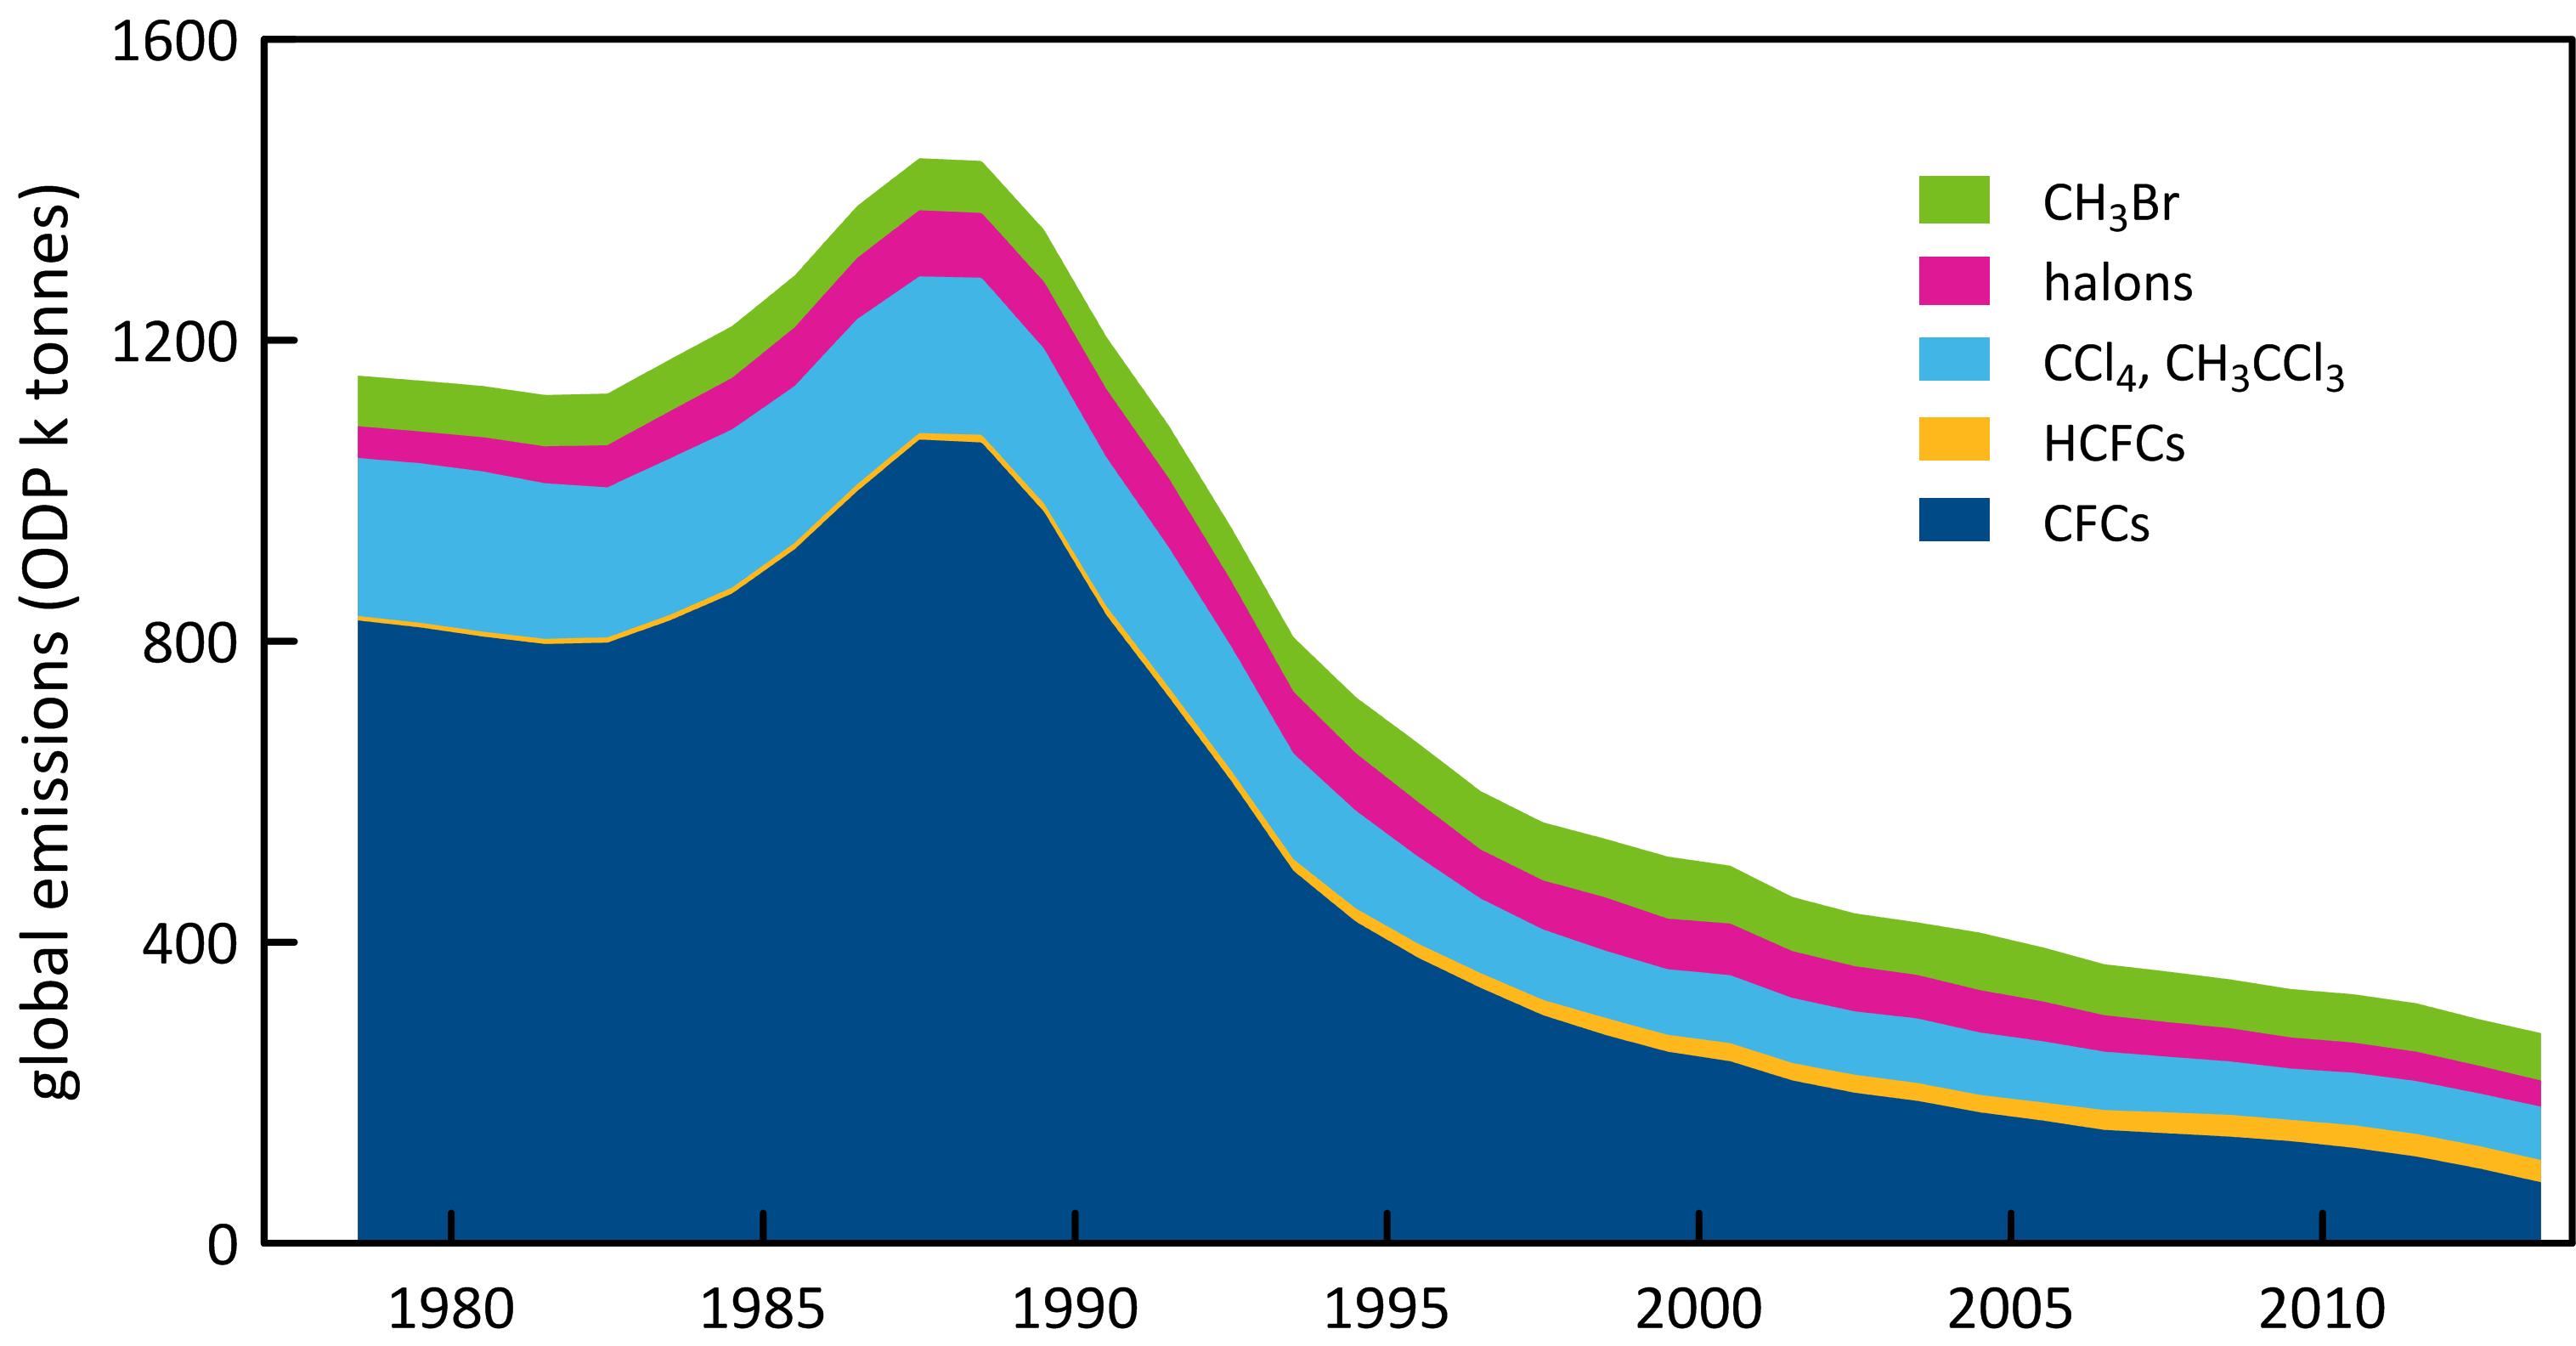 global emissions (ODP k tonnes)
1600
1200
800
400
0
CH₃Br
halons
CCl₄, CH₃CCl₃
HCFCs
CFCs
1980 1985 1990 1995 2000 2005 2010